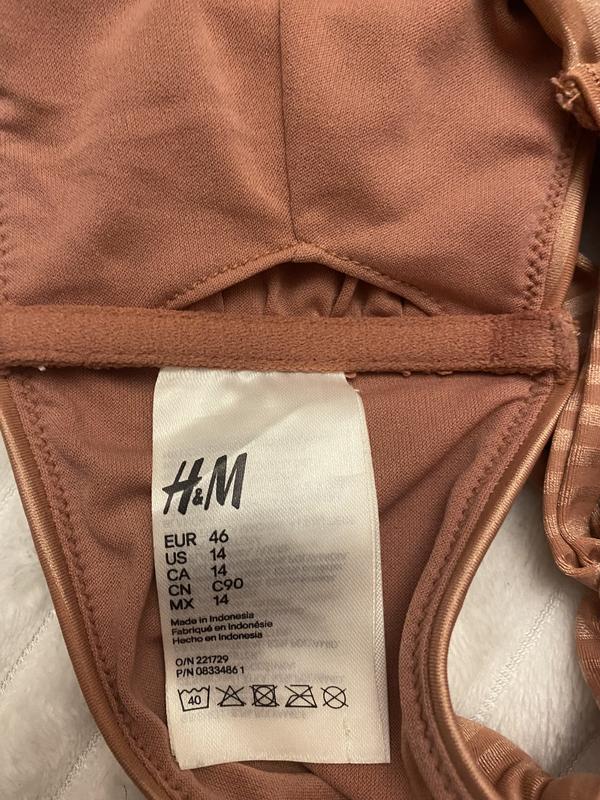 H&M
EUR 46
US 14
CA 14
CN C90
MX 14
Made in Indonesia
Fabriqué en Indonésie
Hecho en Indonesia
O/N 221729
P/N 0833486 1
40